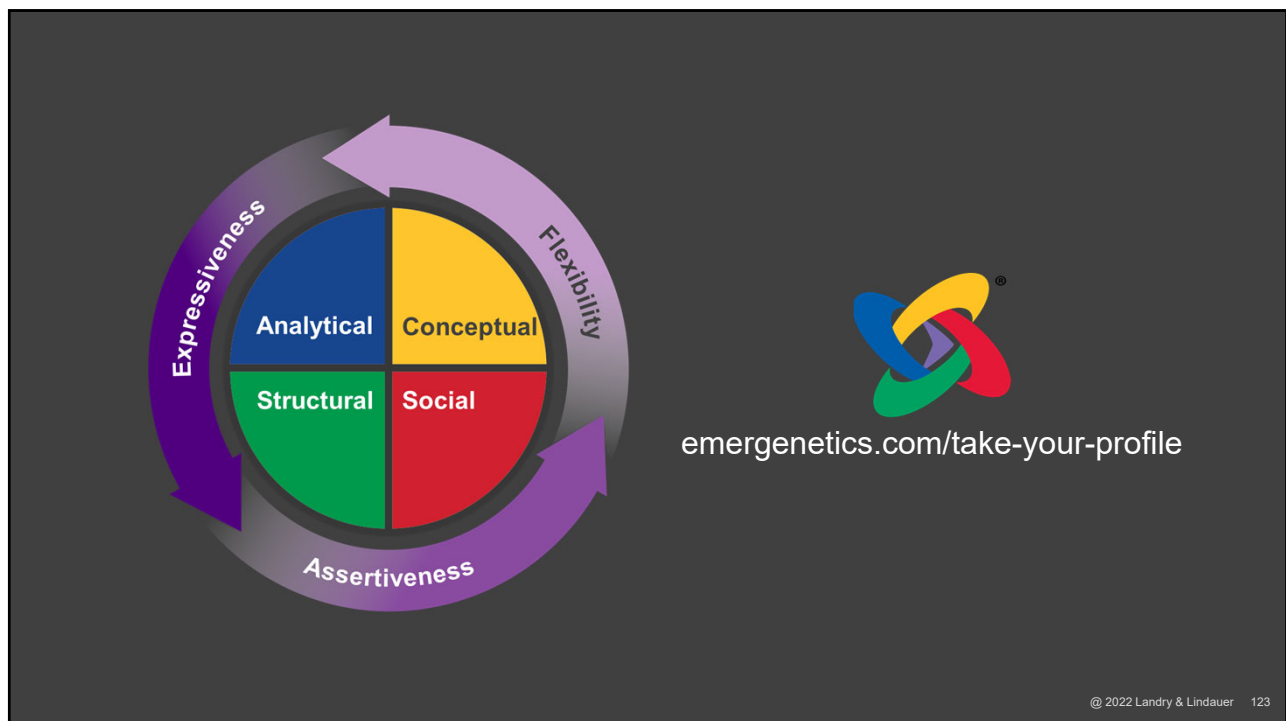 Expressiveness
Flexibility
Analytical
Conceptual
Structural
Social
Assertiveness
®
emergenetics.com/take-your-profile
@ 2022 Landry & Lindauer 123